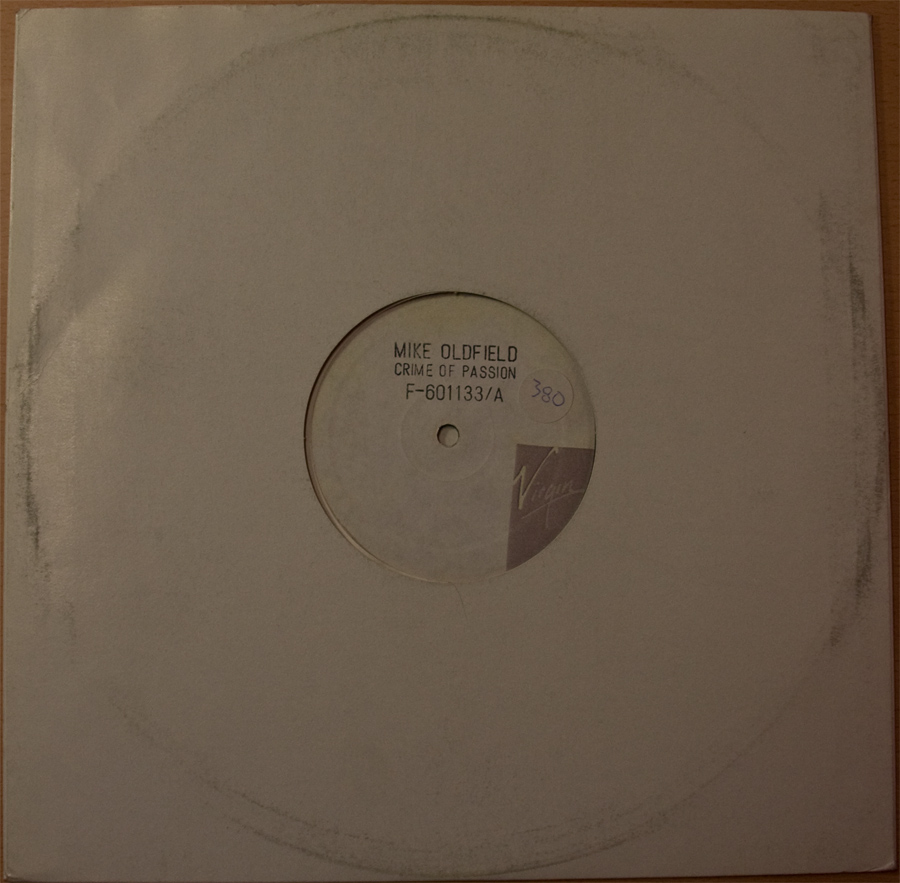 MIKE OLDFIELD
CRIME OF PASSION
F-601133/A
380
Virgin